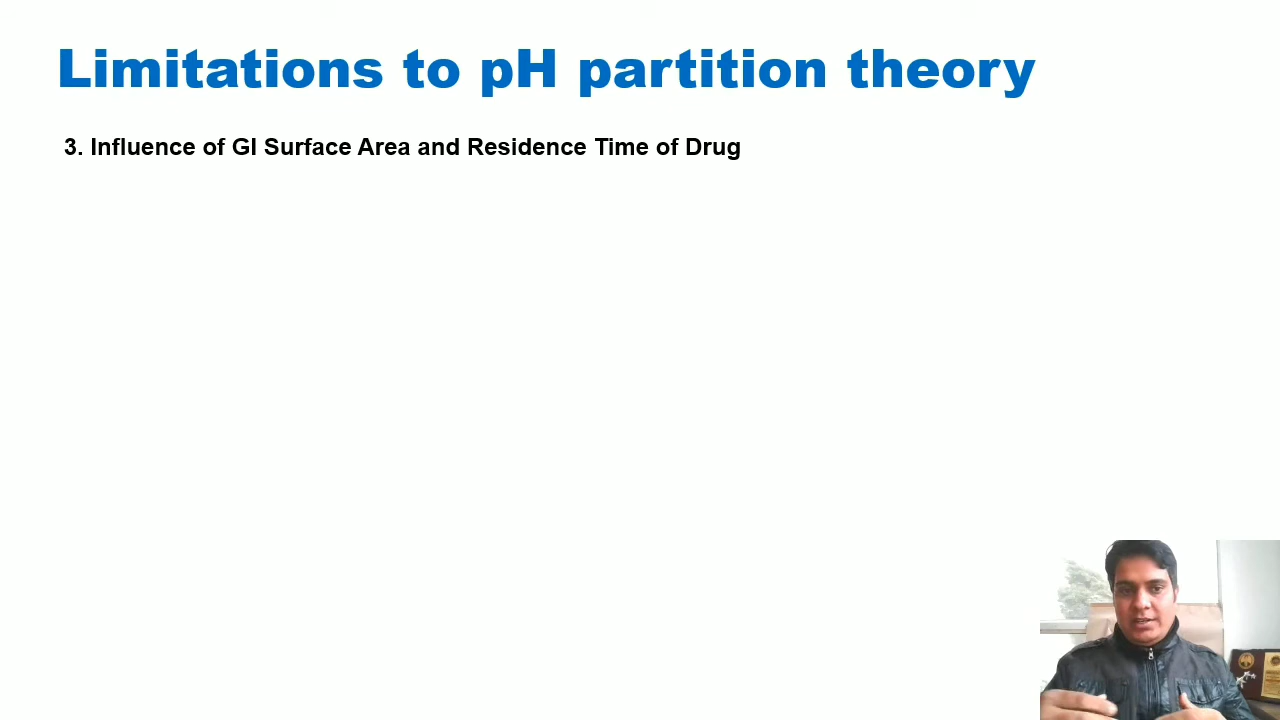 Limitations to pH partition theory
3. Influence of GI Surface Area and Residence Time of Drug